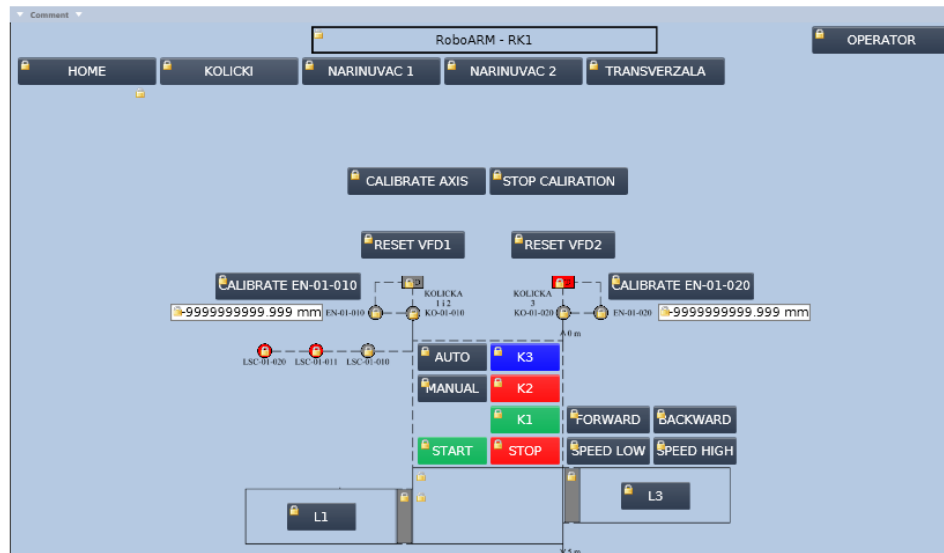 Comment
RoboARM - RK1
OPERATOR
HOME
KOLICKI
NARINUVAC 1
NARINUVAC 2
TRANSVERZALA
CALIBRATE AXIS
STOP CALIRATION
RESET VFD1
RESET VFD2
CALIBRATE EN-01-010
KOLICKA
1 i 2
KO-01-010
KOLICKA
3
KO-01-020
CALIBRATE EN-01-020
-9999999999.999 mm
EN-01-010
EN-01-020
-9999999999.999 mm
0 m
LSC-01-020
LSC-01-011
LSC-01-010
AUTO
K3
MANUAL
K2
K1
FORWARD
BACKWARD
START
STOP
SPEED LOW
SPEED HIGH
L1
L3
5 m